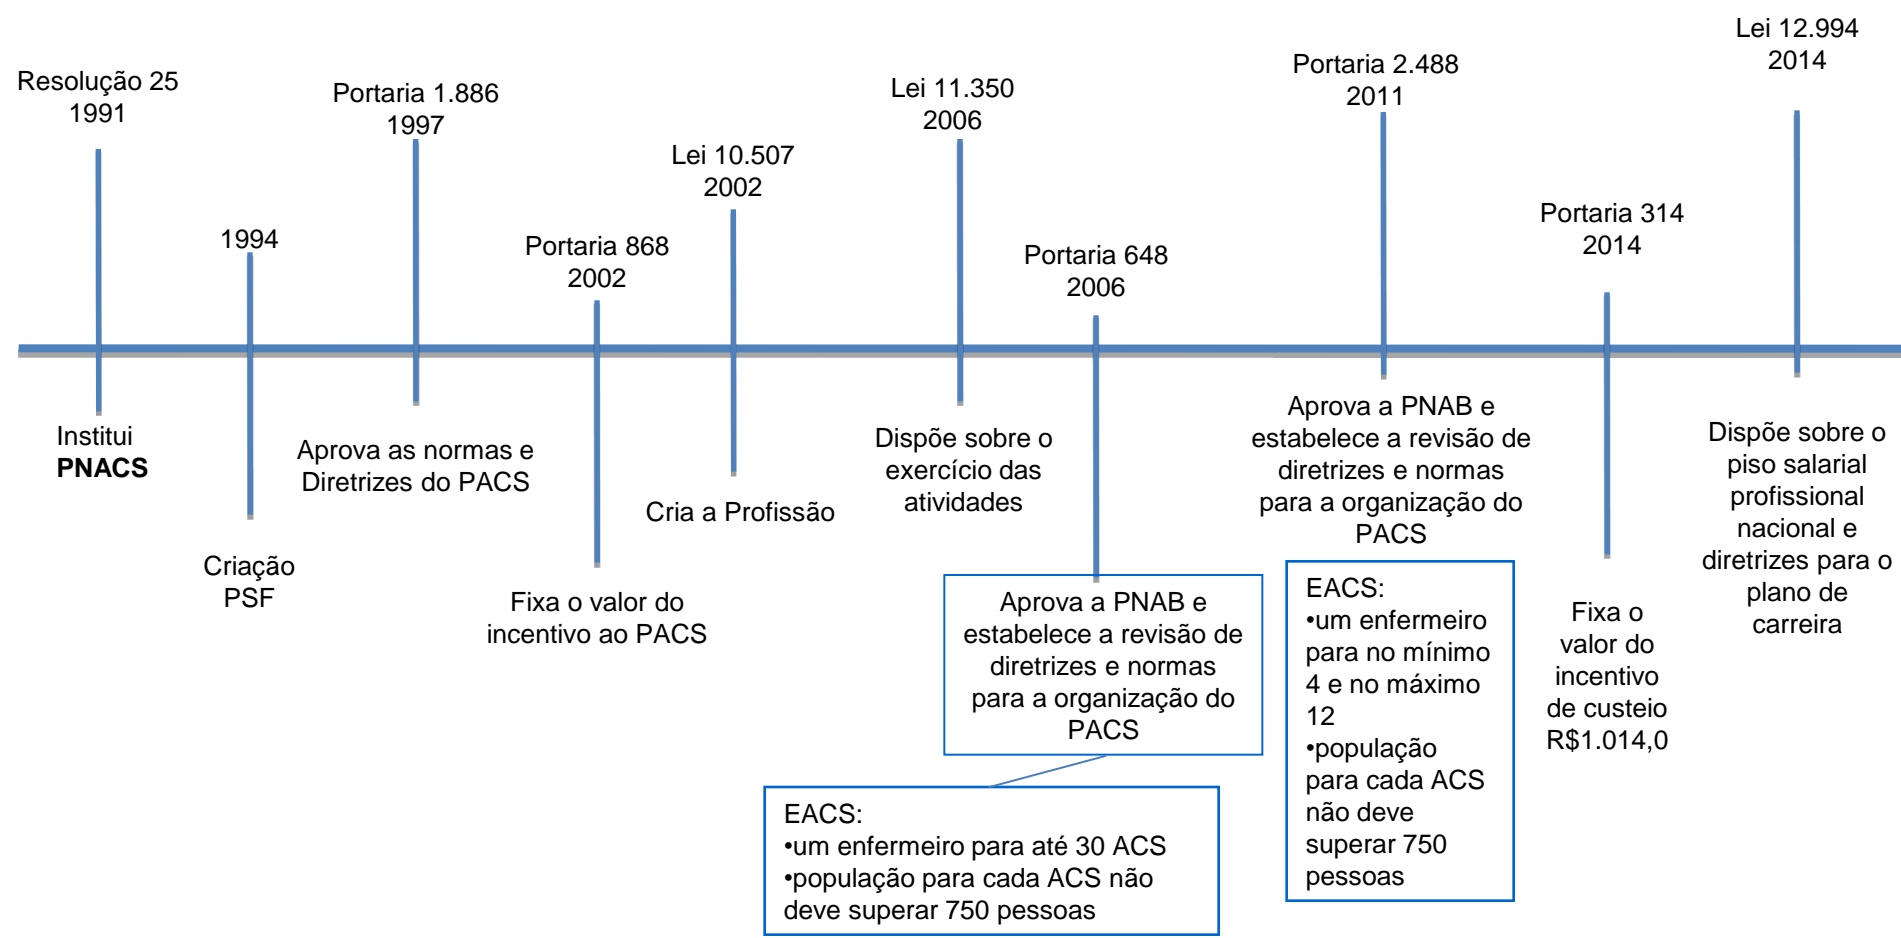 Resolução 25
1991
Institui
PNACS
1994
Criação
PSF
Portaria 1.886
1997
Aprova as normas e
Diretrizes do PACS
Portaria 868
2002
Fixa o valor do
incentivo ao PACS
Lei 10.507
2002
Cria a Profissão
Lei 11.350
2006
Dispõe sobre o
exercício das
atividades
Portaria 648
2006
Aprova a PNAB e
estabelece a revisão de
diretrizes e normas
para a organização do
PACS
EACS:
•um enfermeiro para até 30 ACS
•população para cada ACS não
deve superar 750 pessoas
Portaria 2.488
2011
Aprova a PNAB e
estabelece a revisão de
diretrizes e normas
para a organização do
PACS
EACS:
•um enfermeiro
para no mínimo
4 e no máximo
12
•população
para cada ACS
não deve
superar 750
pessoas
Portaria 314
2014
Fixa o
valor do
incentivo
de custeio
R$1.014,0
Lei 12.994
2014
Dispõe sobre o
piso salarial
profissional
nacional e
diretrizes para o
plano de
carreira